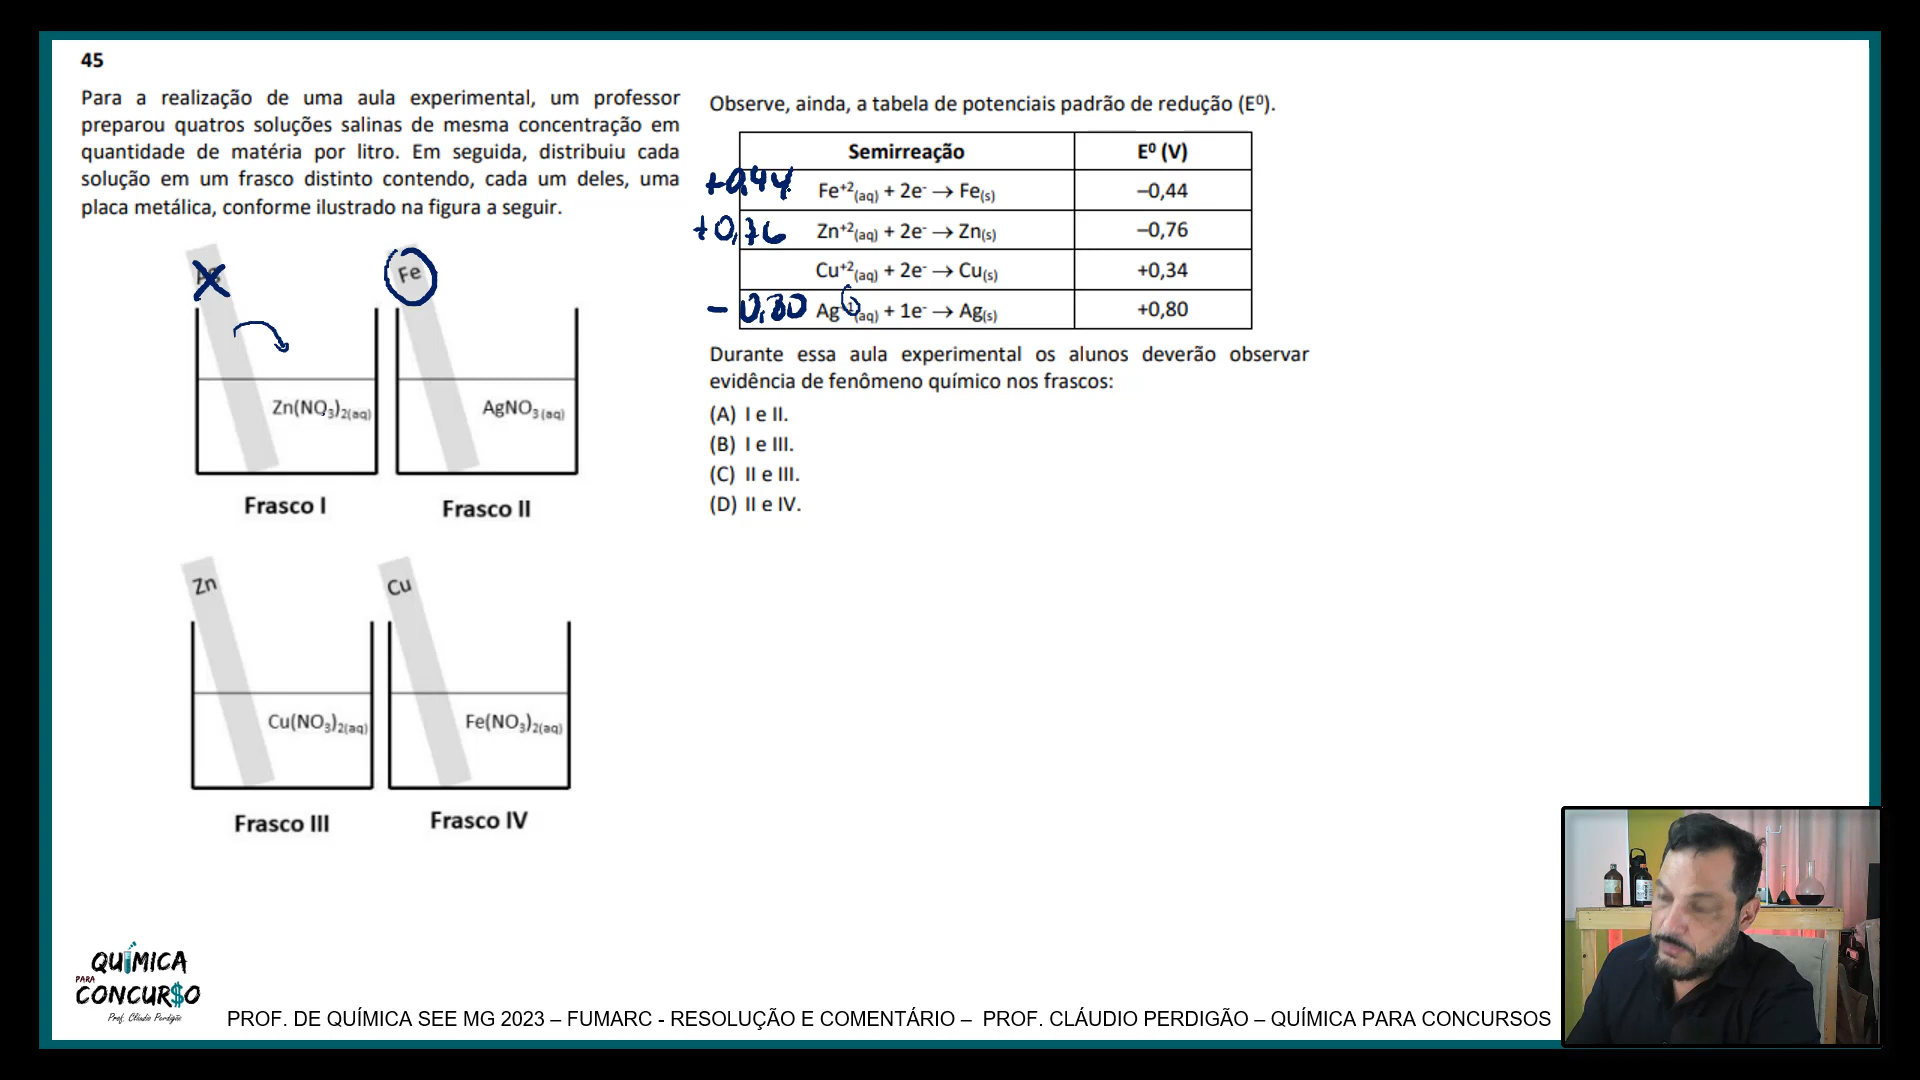 45
Para a realização de uma aula experimental, um professor
preparou quatros soluções salinas de mesma concentração em
quantidade de matéria por litro. Em seguida, distribuiu cada
solução em um frasco distinto contendo, cada um deles, uma
placa metálica, conforme ilustrado na figura a seguir.
Fe
Zn(NO₃)₂(aq)
AgNO₃(aq)
Frasco I
Frasco II
Zn
Cu
Cu(NO₃)₂(aq)
Fe(NO₃)₂(aq)
Frasco III
Frasco IV
Observe, ainda, a tabela de potenciais padrão de redução (E⁰).
Semirreação E⁰ (V)
+0,44 Fe⁺²(aq) + 2e⁻ → Fe(s) –0,44
+0,76 Zn⁺²(aq) + 2e⁻ → Zn(s) –0,76
Cu⁺²(aq) + 2e⁻ → Cu(s) +0,34
- 0,80 Ag⁺¹(aq) + 1e⁻ → Ag(s) +0,80
Durante essa aula experimental os alunos deverão observar
evidência de fenômeno químico nos frascos:
(A) I e II.
(B) I e III.
(C) II e III.
(D) II e IV.
QUÍMICA
PARA
CONCUR$O
Prof. Cláudio Perdigão
PROF. DE QUÍMICA SEE MG 2023 – FUMARC - RESOLUÇÃO E COMENTÁRIO – PROF. CLÁUDIO PERDIGÃO – QUÍMICA PARA CONCURSOS